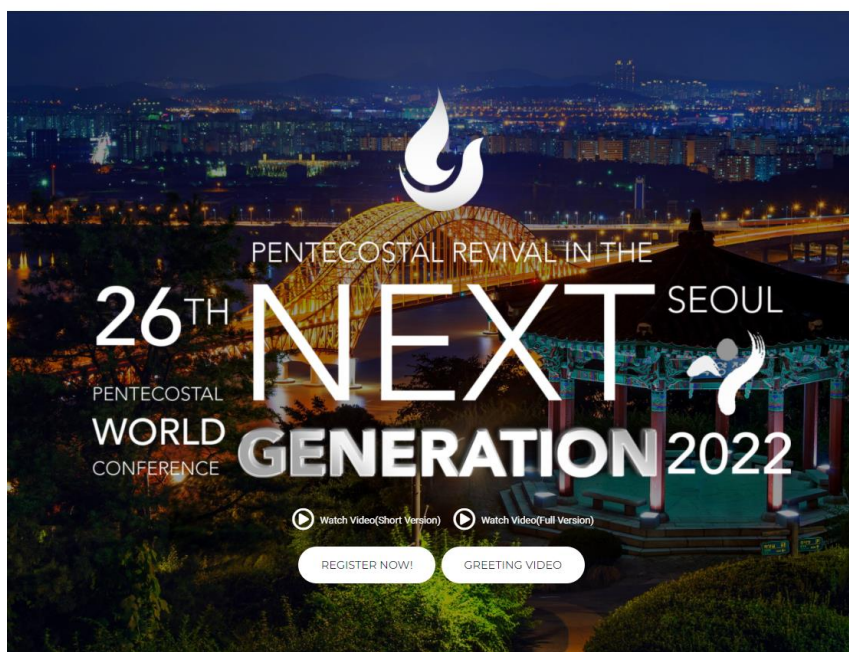 PENTECOSTAL REVIVAL IN THE
26TH
NEXT
SEOUL
PENTECOSTAL
WORLD
CONFERENCE
GENERATION
2022
Watch Video(Short Version)
Watch Video(Full Version)
REGISTER NOW!
GREETING VIDEO